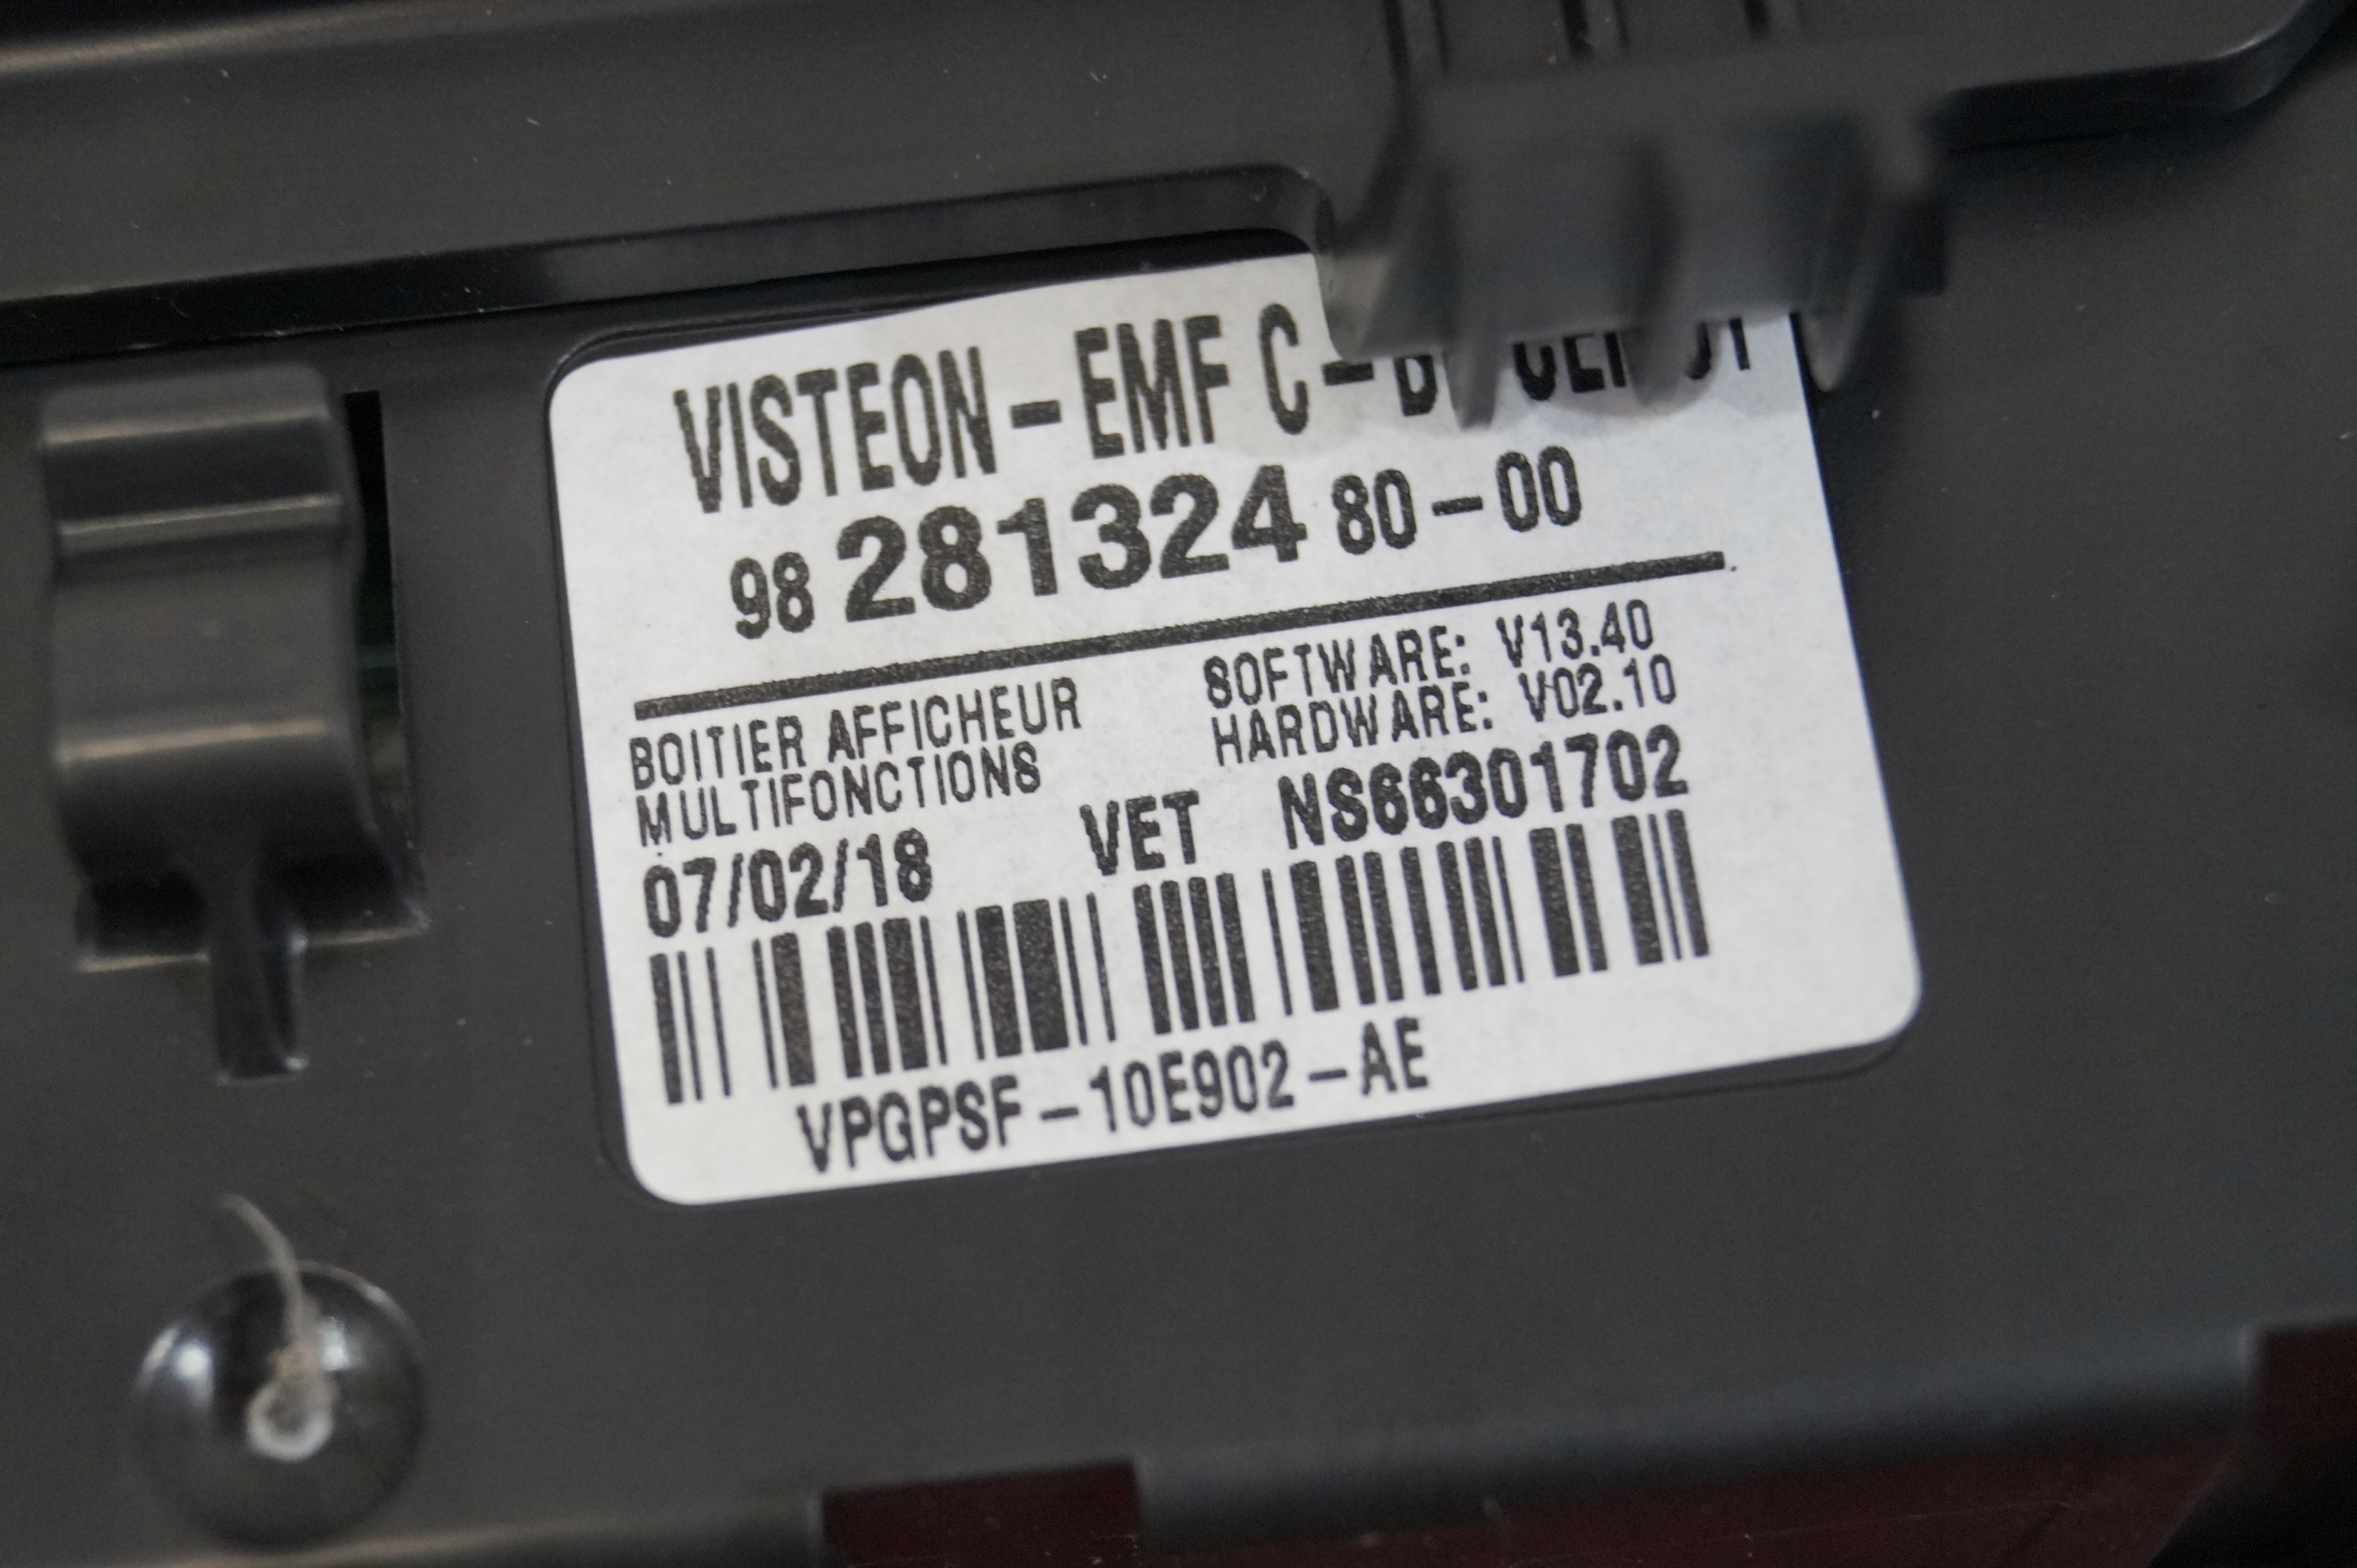 VISTEON-EMF C-
98 281324 80-00
BOITIER AFFICHEUR
MULTIFONCTIONS
SOFTWARE: V13.40
HARDWARE: V02.10
07/02/18 VET NS66301702
VPGPSF-10E902-AE